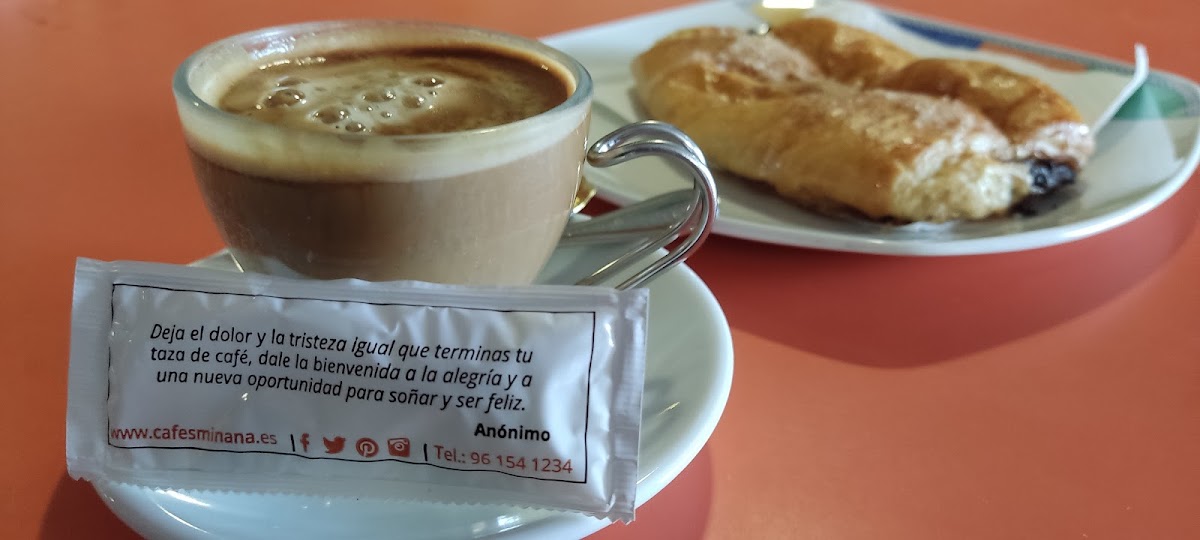 Deja el dolor y la tristeza igual que terminas tu
taza de café, dale la bienvenida a la alegría y a
una nueva oportunidad para soñar y ser feliz.
Anónimo
www.cafesminana.es | | Tel.: 96 154 1234